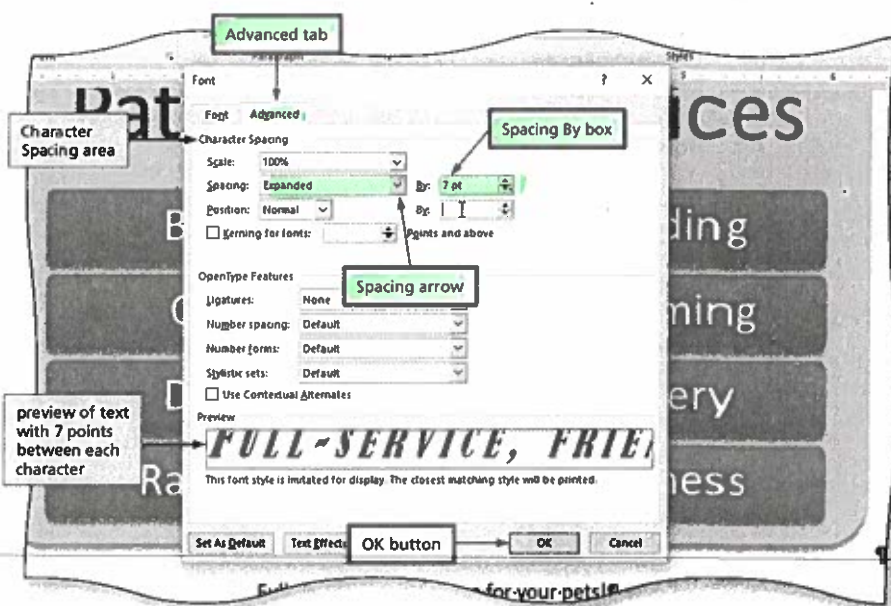 Advanced tab
Paragraph
Styles
Font ? X
Pat ices
Font Advanced
Character
Spacing area
Character Spacing
Spacing By box
Scale: 100%
Spacing: Expanded By: 7 pt
Position: Normal By:
Kerning for fonts: Points and above
B ding
OpenType Features
Spacing arrow
Ligatures: None
Number spacing: Default
ming
Number forms: Default
Stylistic sets: Default
Use Contextual Alternates
D ery
Preview
preview of text
with 7 points
between each
character
FULL~SERVICE, FRIE
This font style is imitated for display. The closest matching style will be printed.
Ra ness
Set As Default Text Effects OK button OK Cancel
for·your·pets!¶